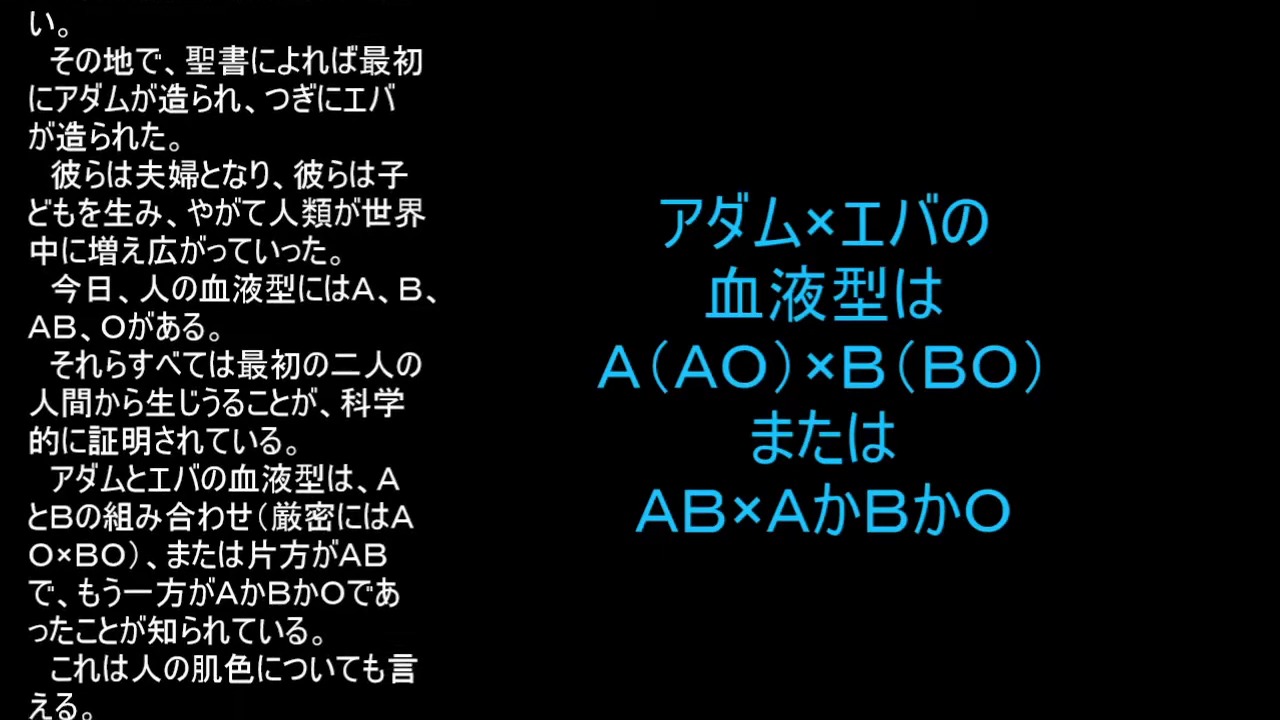 い。
その地で、聖書によれば最初
にアダムが造られ、つぎにエバ
が造られた。
彼らは夫婦となり、彼らは子
どもを生み、やがて人類が世界
中に増え広がっていった。
今日、人の血液型にはＡ、Ｂ、
ＡＢ、Ｏがある。
それらすべては最初の二人の
人間から生じうることが、科学
的に証明されている。
アダムとエバの血液型は、Ａ
とＢの組み合わせ（厳密にはＡ
Ｏ×ＢＯ）、または片方がＡＢ
で、もう一方がＡかＢかＯであ
ったことが知られている。
これは人の肌色についても言
える。
アダム×エバの
血液型は
Ａ（ＡＯ）×Ｂ（ＢＯ）
または
ＡＢ×ＡかＢかＯ